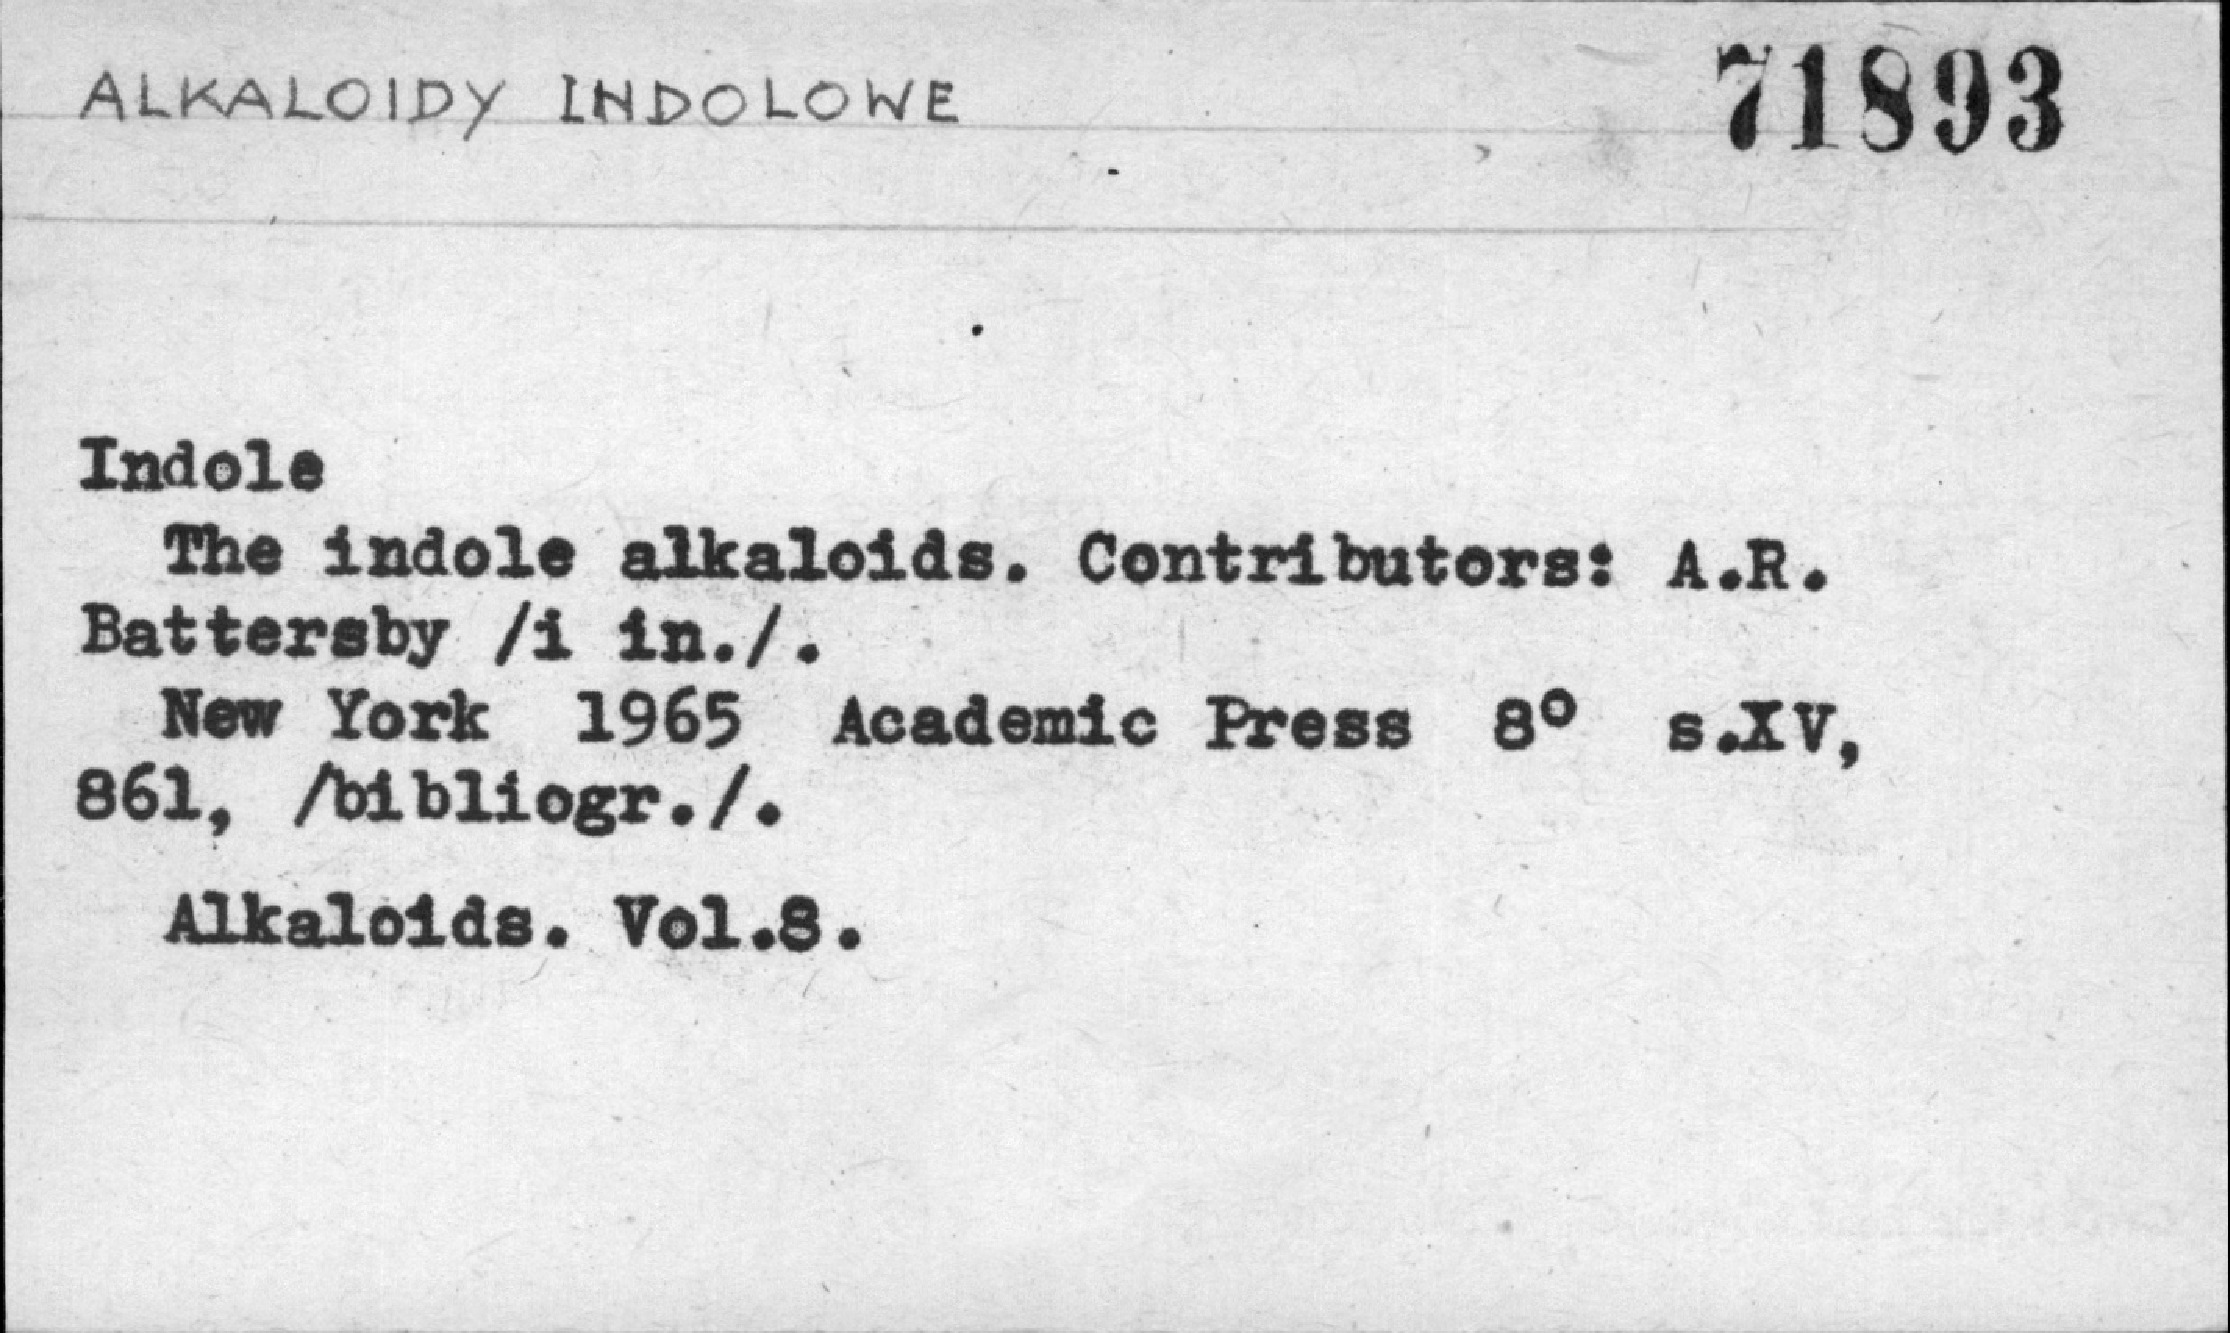 ALKALOIDY INDOLOWE 71893
Indole
The indole alkaloids. Contributors: A.R.
Battersby /i in./.
New York 1965 Academic Press 8° s.XV,
861, /bibliogr./.
Alkaloids. Vol.8.